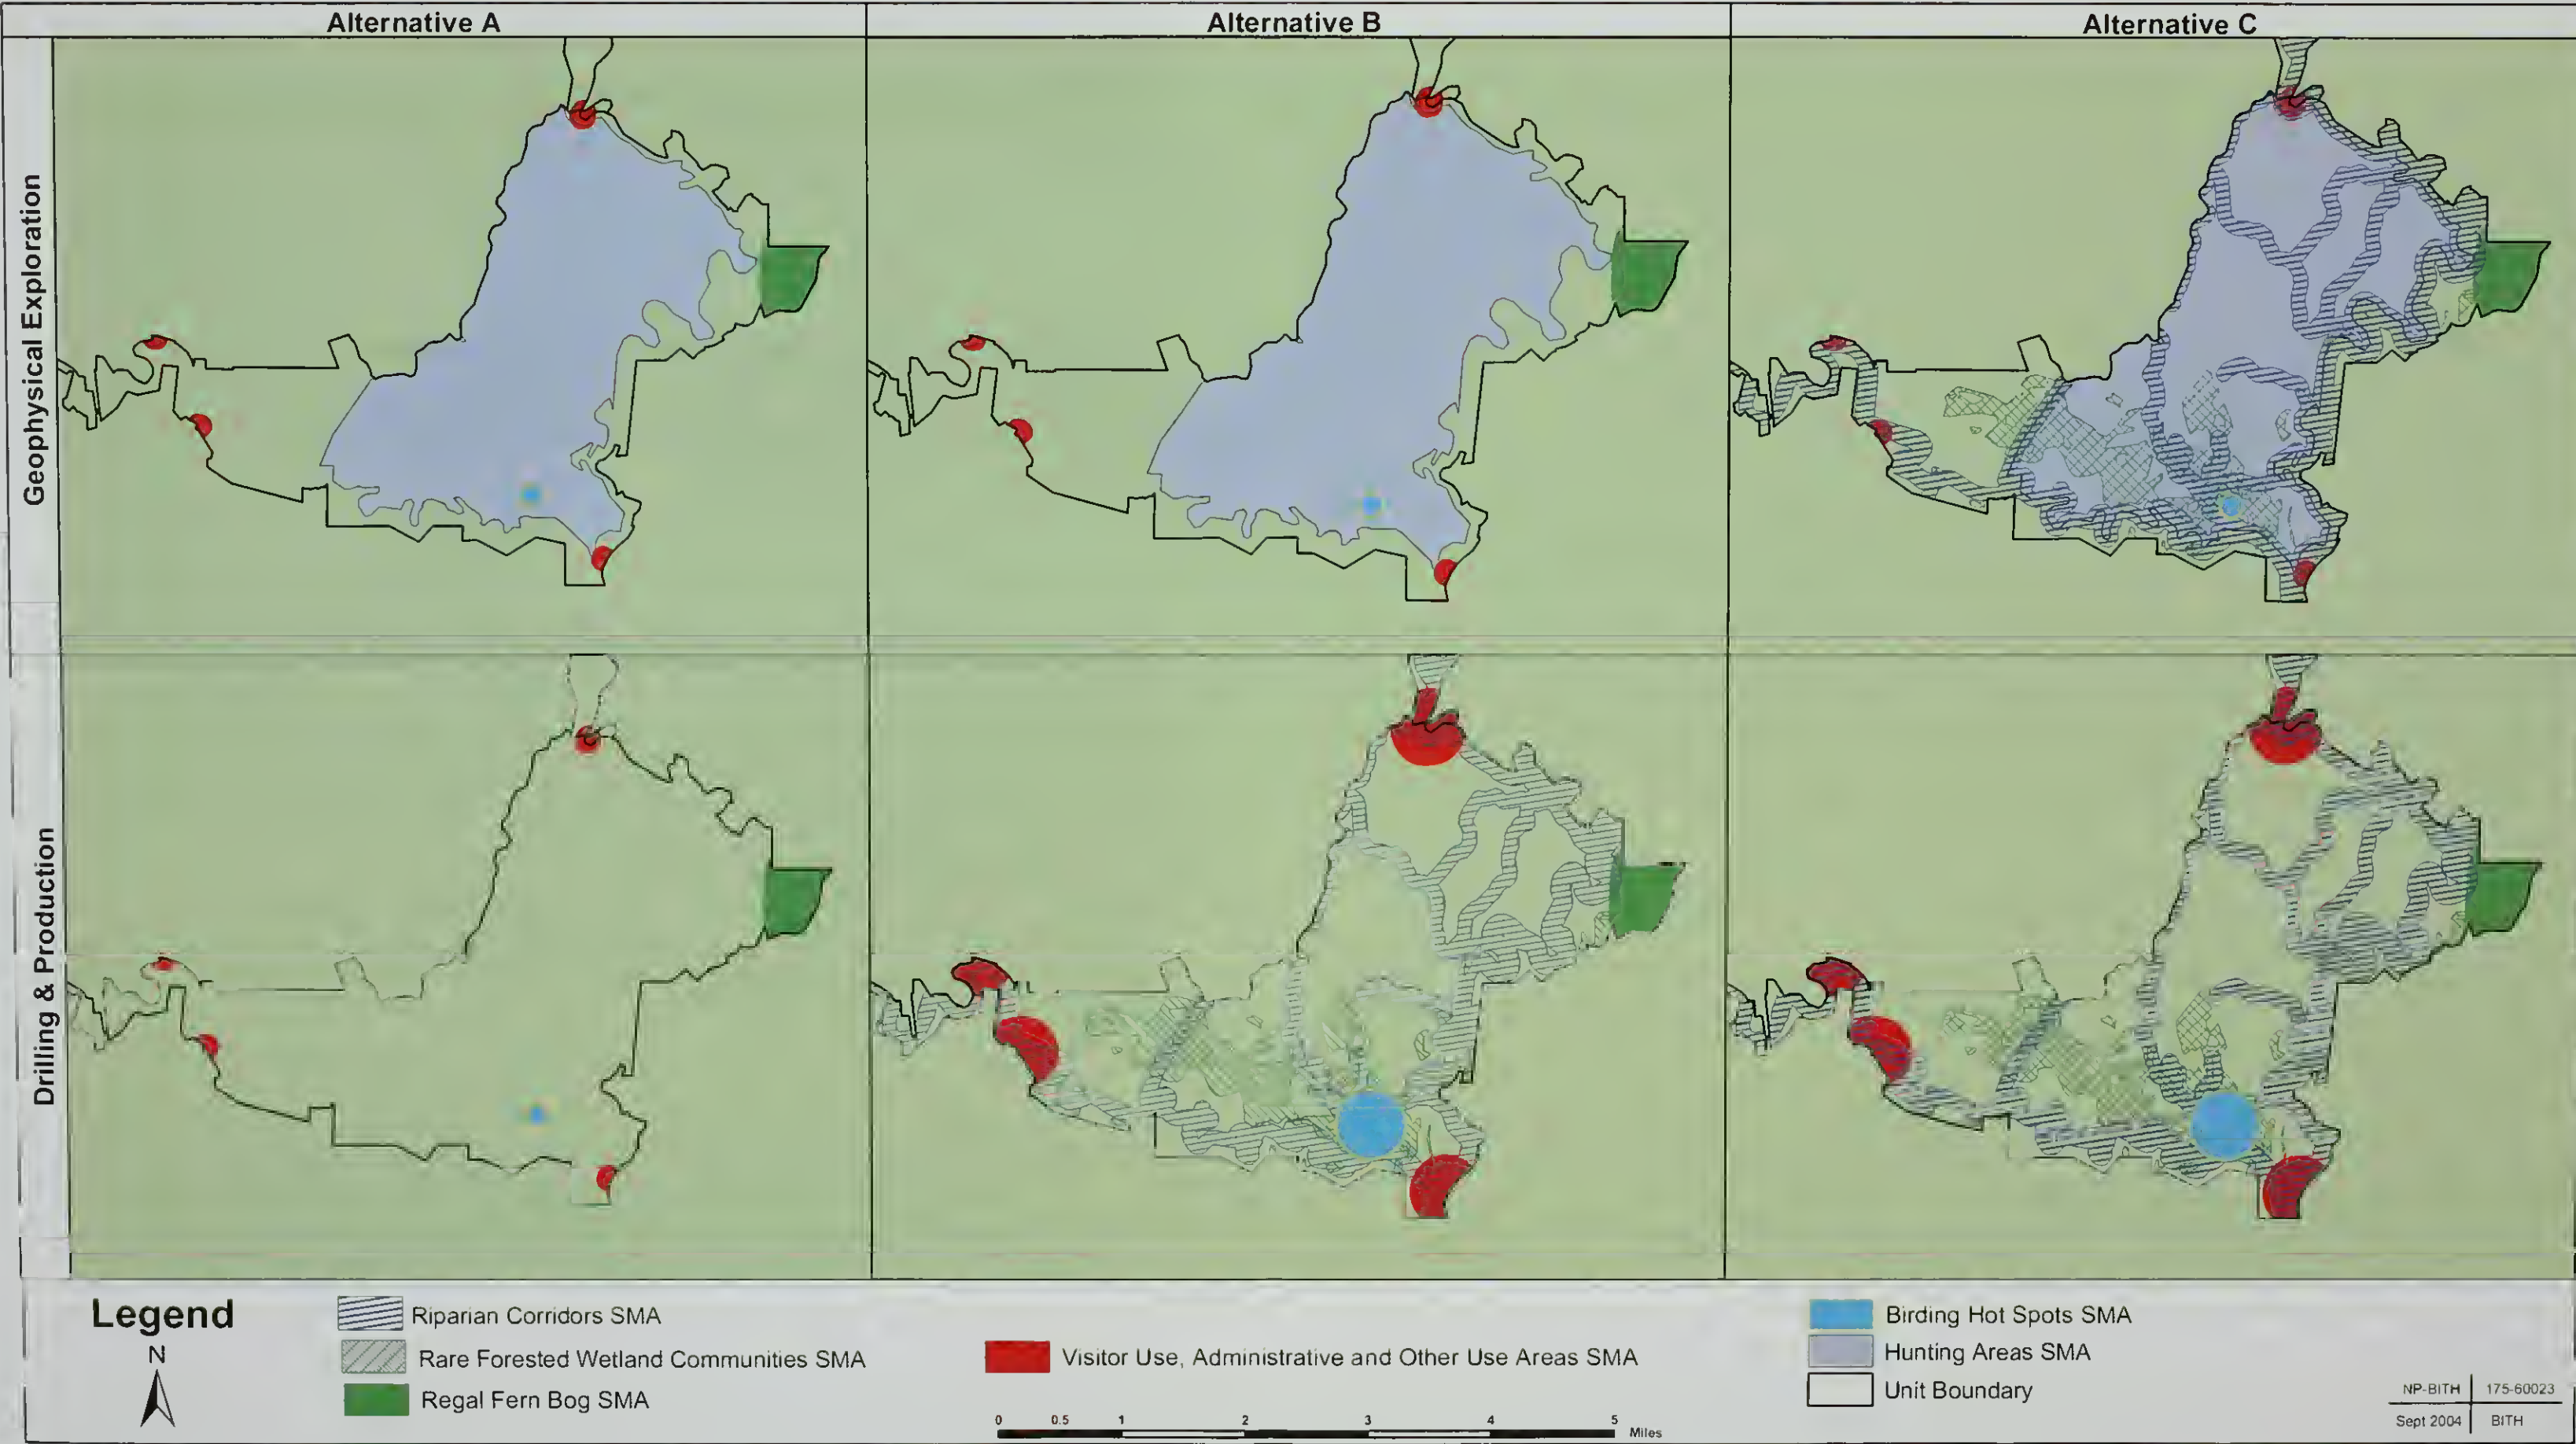 Alternative A
Alternative B
Alternative C
Geophysical Exploration
Drilling & Production
Legend
N
Riparian Corridors SMA
Rare Forested Wetland Communities SMA
Regal Fern Bog SMA
Visitor Use, Administrative and Other Use Areas SMA
0 0.5 1 2 3 4 5
Miles
Birding Hot Spots SMA
Hunting Areas SMA
Unit Boundary
NP-BITH 175-60023
Sept 2004 BITH